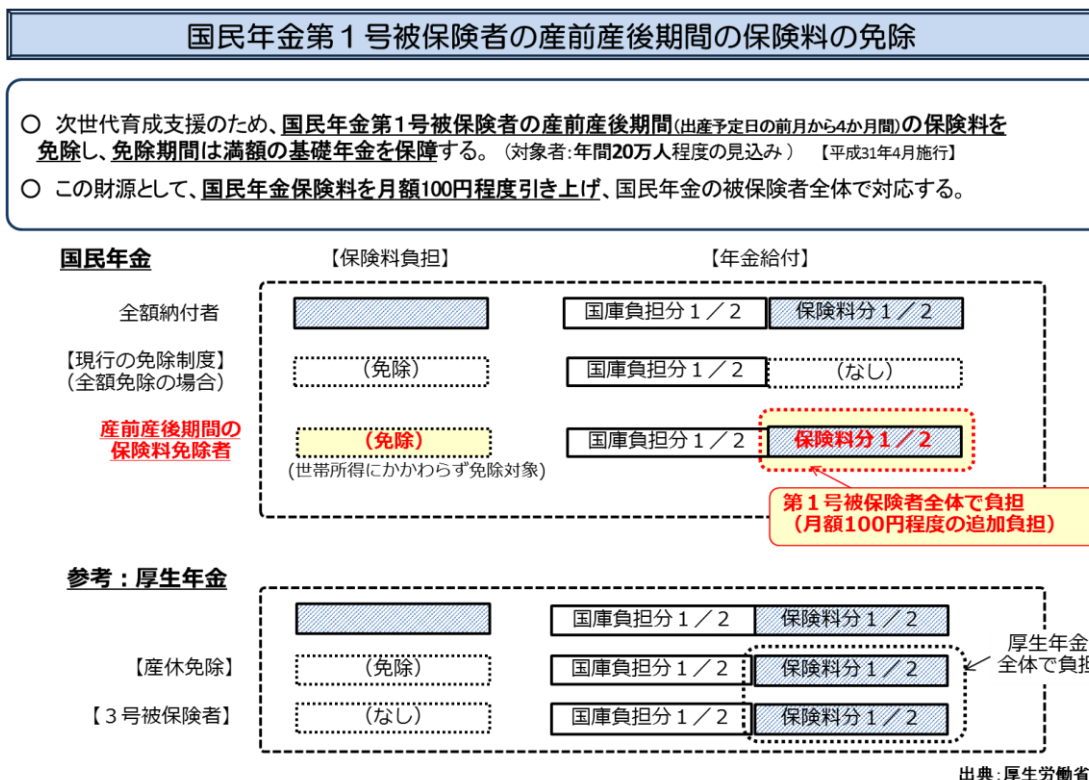 国民年金第１号被保険者の産前産後期間の保険料の免除
○ 次世代育成支援のため、国民年金第1号被保険者の産前産後期間(出産予定日の前月から4か月間)の保険料を
免除し、免除期間は満額の基礎年金を保障する。（対象者:年間20万人程度の見込み） 【平成31年4月施行】
○ この財源として、国民年金保険料を月額100円程度引き上げ、国民年金の被保険者全体で対応する。
国民年金 【保険料負担】 【年金給付】
全額納付者 国庫負担分１／２ 保険料分１／２
【現行の免除制度】
(全額免除の場合) (免除) 国庫負担分１／２ (なし)
産前産後期間の
保険料免除者 (免除) 国庫負担分１／２ 保険料分１／２
(世帯所得にかかわらず免除対象)
第１号被保険者全体で負担
（月額100円程度の追加負担）
参考：厚生年金
国庫負担分１／２ 保険料分１／２
【産休免除】 (免除) 国庫負担分１／２ 保険料分１／２
厚生年金
全体で負担
【３号被保険者】 (なし) 国庫負担分１／２ 保険料分１／２
出典:厚生労働省